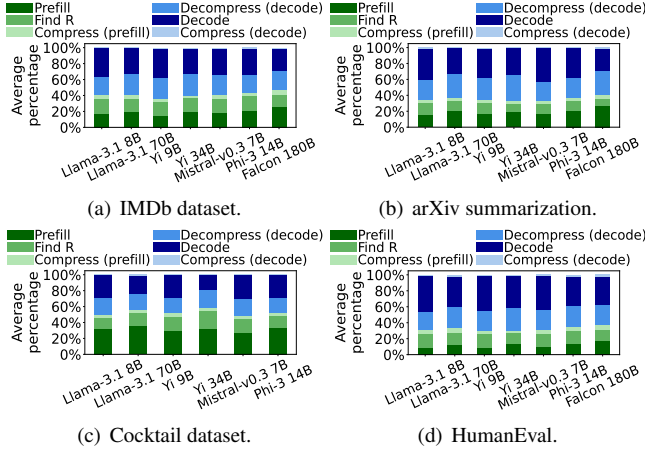 Prefill Decompress (decode)
Find R Decode
Compress (prefill) Compress (decode)
Average percentage
100%
80%
60%
40%
20%
0%
Llama-3.1 8B
Llama-3.1 70B
Yi 9B
Yi 34B
Mistral-v0.3 7B
Phi-3 14B
Falcon 180B
(a) IMDb dataset.
Prefill Decompress (decode)
Find R Decode
Compress (prefill) Compress (decode)
Average percentage
100%
80%
60%
40%
20%
0%
Llama-3.1 8B
Llama-3.1 70B
Yi 9B
Yi 34B
Mistral-v0.3 7B
Phi-3 14B
Falcon 180B
(b) arXiv summarization.
Prefill Decompress (decode)
Find R Decode
Compress (prefill) Compress (decode)
Average percentage
100%
80%
60%
40%
20%
0%
Llama-3.1 8B
Llama-3.1 70B
Yi 9B
Yi 34B
Mistral-v0.3 7B
Phi-3 14B
(c) Cocktail dataset.
Prefill Decompress (decode)
Find R Decode
Compress (prefill) Compress (decode)
Average percentage
100%
80%
60%
40%
20%
0%
Llama-3.1 8B
Llama-3.1 70B
Yi 9B
Yi 34B
Mistral-v0.3 7B
Phi-3 14B
Falcon 180B
(d) HumanEval.